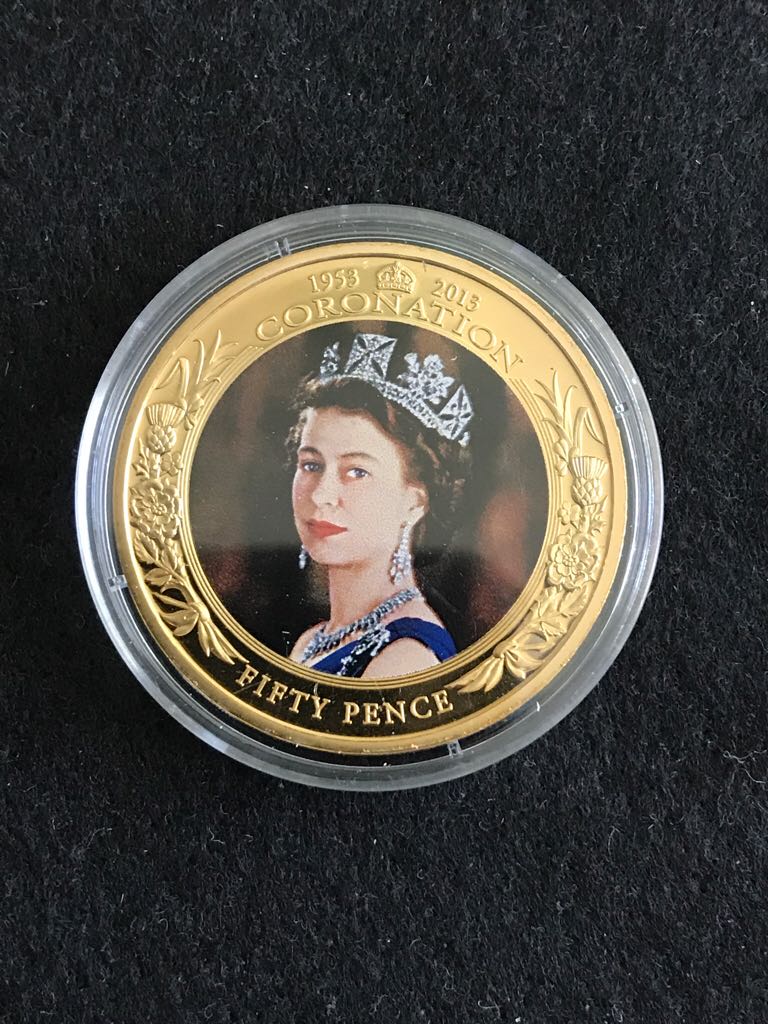 1953 2013
CORONATION
FIFTY PENCE